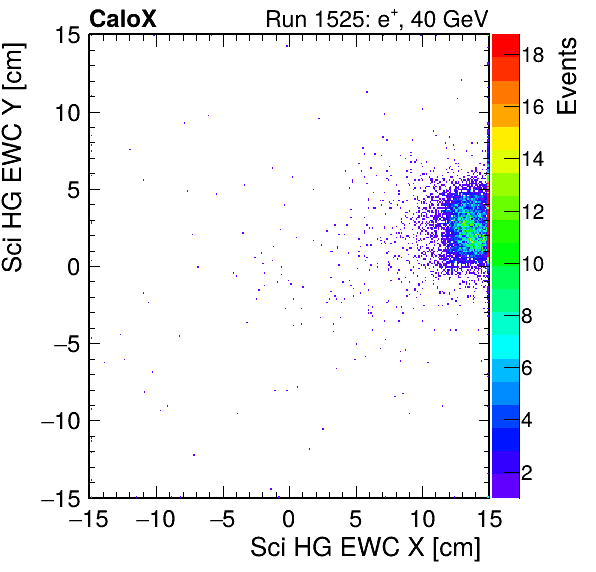 CaloX
Run 1525: e+, 40 GeV
Sci HG EWC Y [cm]
15
10
5
0
−5
−10
−15
−15 −10 −5 0 5 10 15
Sci HG EWC X [cm]
Events
18
16
14
12
10
8
6
4
2